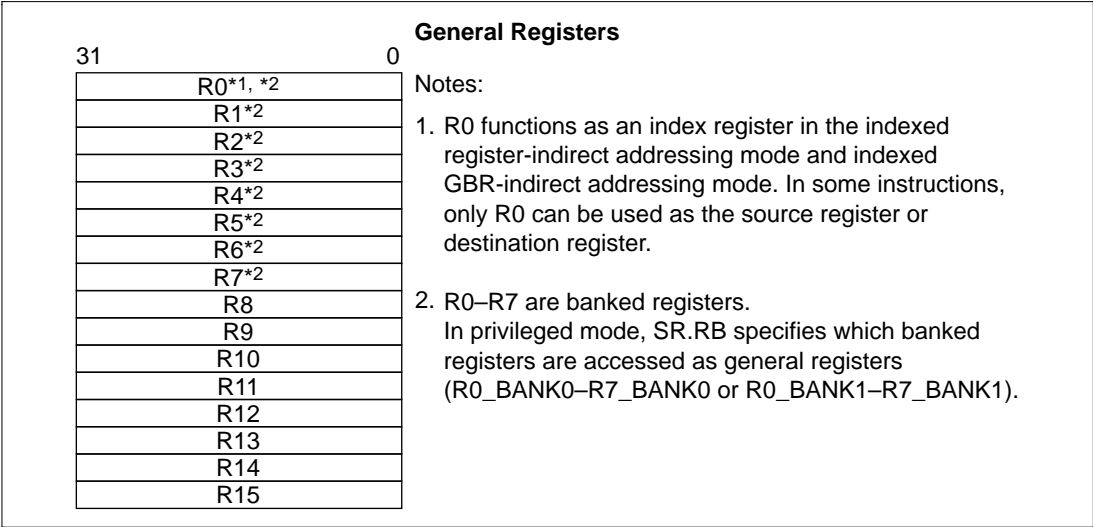 General Registers
31 0
R0*1, *2
R1*2
R2*2
R3*2
R4*2
R5*2
R6*2
R7*2
R8
R9
R10
R11
R12
R13
R14
R15
Notes:
1. R0 functions as an index register in the indexed
register-indirect addressing mode and indexed
GBR-indirect addressing mode. In some instructions,
only R0 can be used as the source register or
destination register.
2. R0–R7 are banked registers.
In privileged mode, SR.RB specifies which banked
registers are accessed as general registers
(R0_BANK0–R7_BANK0 or R0_BANK1–R7_BANK1).